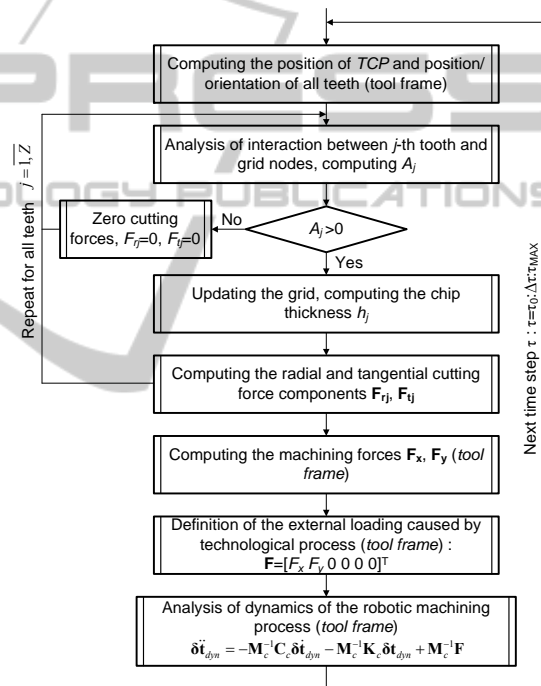 Computing the position of TCP and position/
orientation of all teeth (tool frame)
Analysis of interaction between j-th tooth and
grid nodes, computing Aj
Repeat for all teeth j = 1, Z
Zero cutting
forces, Frj=0, Ftj=0
No
Aj>0
Yes
Updating the grid, computing the chip
thickness hj
Computing the radial and tangential cutting
force components Frj, Ftj
Computing the machining forces Fx, Fy (tool
frame)
Definition of the external loading caused by
technological process (tool frame) :
F=[Fx Fy 0 0 0 0]T
Analysis of dynamics of the robotic machining
process (tool frame)
δẗdyn = −Mc⁻¹Ccδṫdyn − Mc⁻¹Kcδtdyn + Mc⁻¹F
Next time step τ : τ=τ0:Δτ:τMAX
PRESS
OLOGY PUBLICATIONS